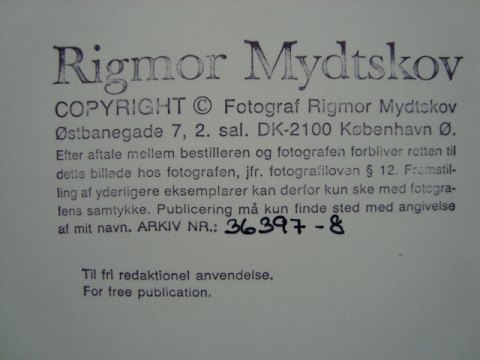 Rigmor Mydtskov
COPYRIGHT © Fotograf Rigmor Mydtskov
Østbanegade 7, 2. sal. DK-2100 København Ø.
Efter aftale mellem bestilleren og fotografen forbliver retten til
dette billede hos fotografen, jfr. fotografiloven § 12. Fremstil-
ling af yderligere eksemplarer kan derfor kun ske med fotogra-
fens samtykke. Publicering må kun finde sted med angivelse
af mit navn. ARKIV NR.: 36397-8
Til fri redaktionel anvendelse.
For free publication.